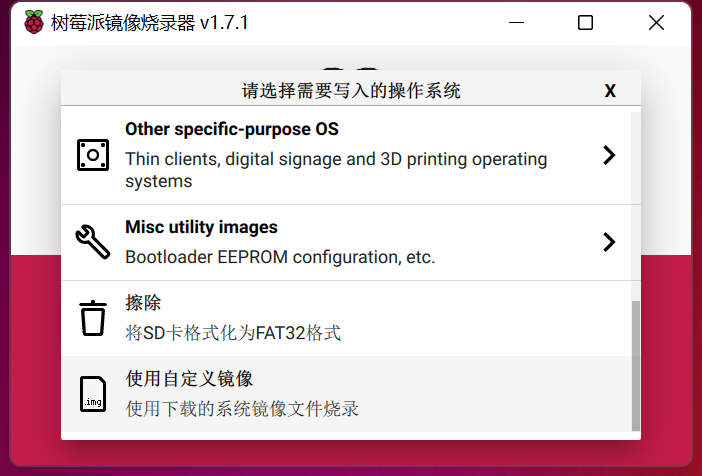 树莓派镜像烧录器 v1.7.1
请选择需要写入的操作系统 X
Other specific-purpose OS
Thin clients, digital signage and 3D printing operating
systems
Misc utility images
Bootloader EEPROM configuration, etc.
擦除
将SD卡格式化为FAT32格式
使用自定义镜像
.img
使用下载的系统镜像文件烧录